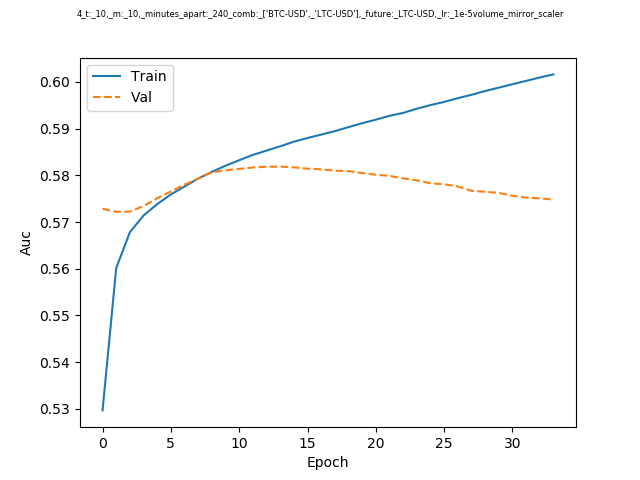 4_t:_10,_m:_10,_minutes_apart:_240_comb:_['BTC-USD',_'LTC-USD'],_future:_LTC-USD,_lr:_1e-5volume_mirror_scaler
Train
Val
0.60
0.59
0.58
0.57
0.56
0.55
0.54
0.53
Auc
0 5 10 15 20 25 30
Epoch